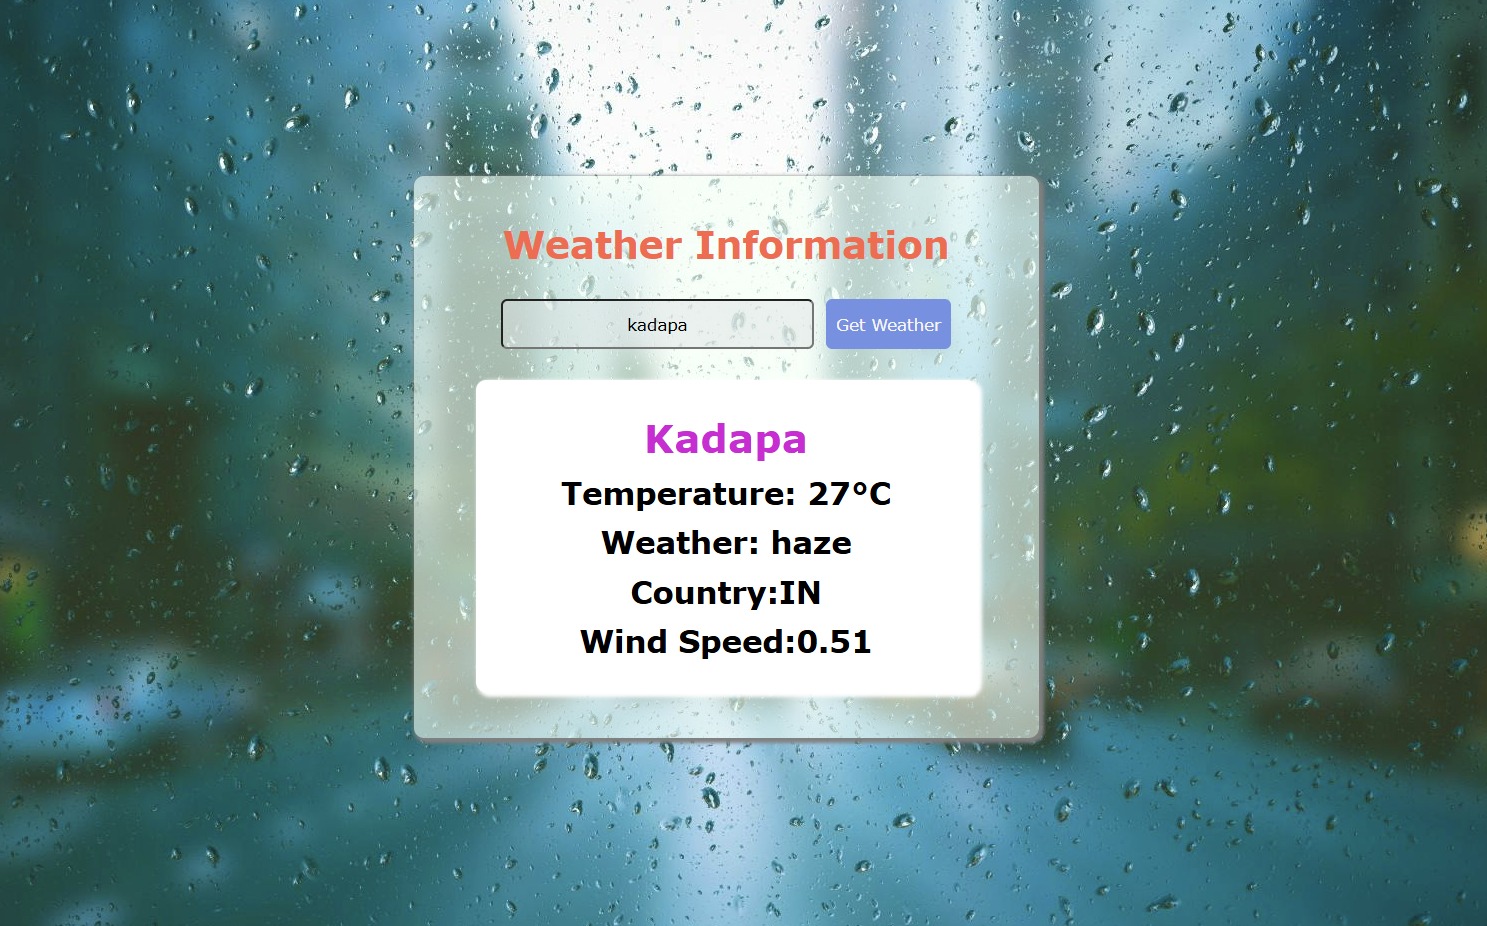 Weather Information
kadapa Get Weather
Kadapa
Temperature: 27°C
Weather: haze
Country:IN
Wind Speed:0.51